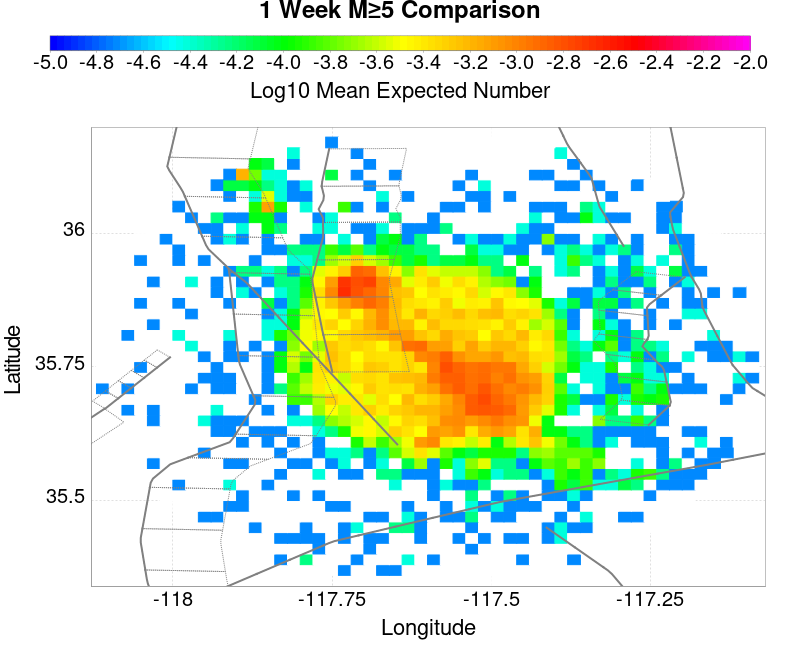 1 Week M≥5 Comparison
-5.0 -4.8 -4.6 -4.4 -4.2 -4.0 -3.8 -3.6 -3.4 -3.2 -3.0 -2.8 -2.6 -2.4 -2.2 -2.0
Log10 Mean Expected Number
36
35.75
35.5
Latitude
-118 -117.75 -117.5 -117.25
Longitude